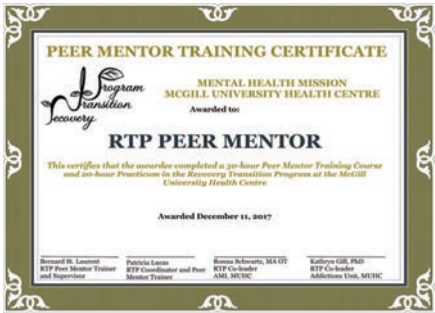 PEER MENTOR TRAINING CERTIFICATE
Program
Transition
Recovery
MENTAL HEALTH MISSION
MCGILL UNIVERSITY HEALTH CENTRE
Awarded to:
RTP PEER MENTOR
This certifies that the awardee completed a 30-hour Peer Mentor Training Course
and 20-hour Practicum in the Recovery Transition Program at the McGill
University Health Centre
Awarded December 11, 2017
Bernard St. Laurent
RTP Peer Mentor Trainer
and Supervisor
Patricia Lucas
RTP Coordinator and Peer
Mentor Trainer
Ronna Schwartz, MA OT
RTP Co-leader
AMI, MUHC
Kathryn Gill, PhD
RTP Co-leader
Addictions Unit, MUHC